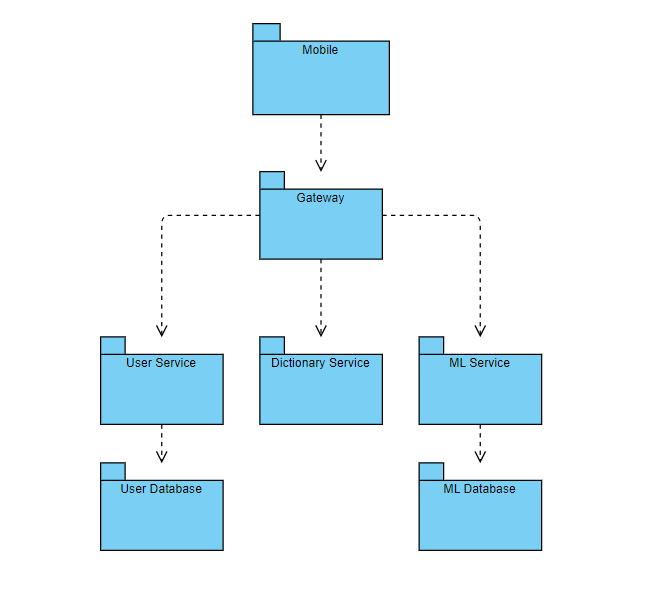 Mobile
Gateway
User Service
Dictionary Service
ML Service
User Database
ML Database